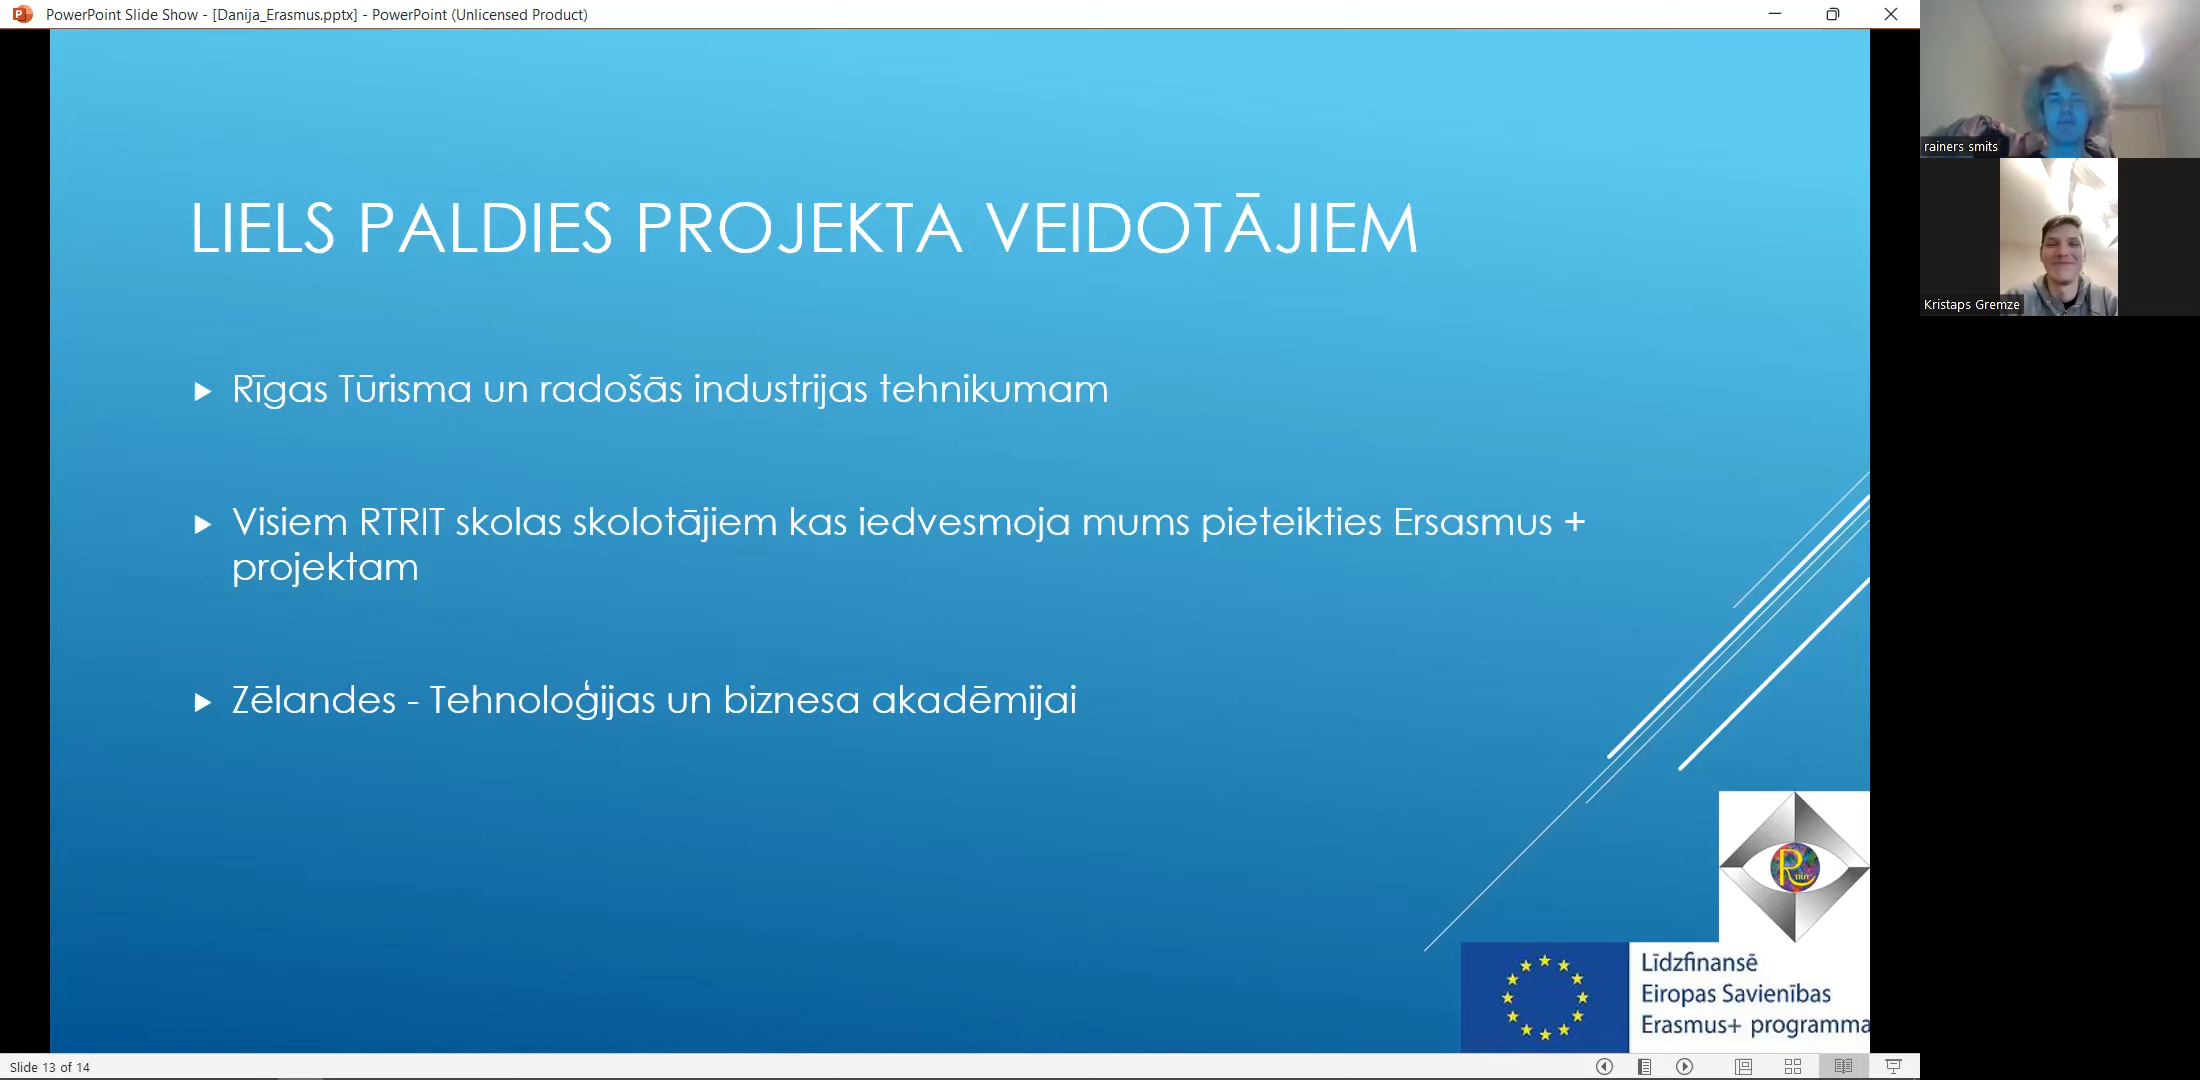 PowerPoint Slide Show - [Danija_Erasmus.pptx] - PowerPoint (Unlicensed Product)
rainers smits
Kristaps Gremze
LIELS PALDIES PROJEKTA VEIDOTĀJIEM
Rīgas Tūrisma un radošās industrijas tehnikumam
Visiem RTRIT skolas skolotājiem kas iedvesmoja mums pieteikties Ersasmus +
projektam
Zēlandes - Tehnoloģijas un biznesa akadēmijai
R
TRIT
Līdzfinansē
Eiropas Savienības
Erasmus+ programma
Slide 13 of 14